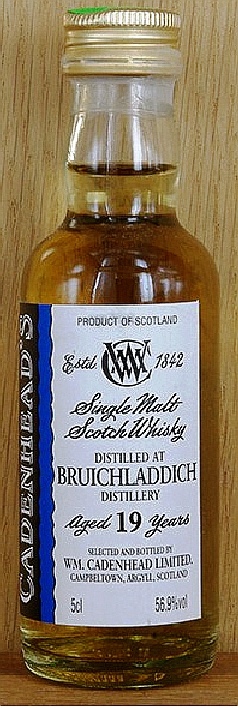 CADENHEAD'S
PRODUCT OF SCOTLAND
Estd. WMC 1842
Single Malt
Scotch Whisky
DISTILLED AT
BRUICHLADDICH
DISTILLERY
Aged 19 Years
SELECTED AND BOTTLED BY
WM. CADENHEAD LIMITED.
CAMPBELTOWN, ARGYLL, SCOTLAND
5cl 56.9%vol